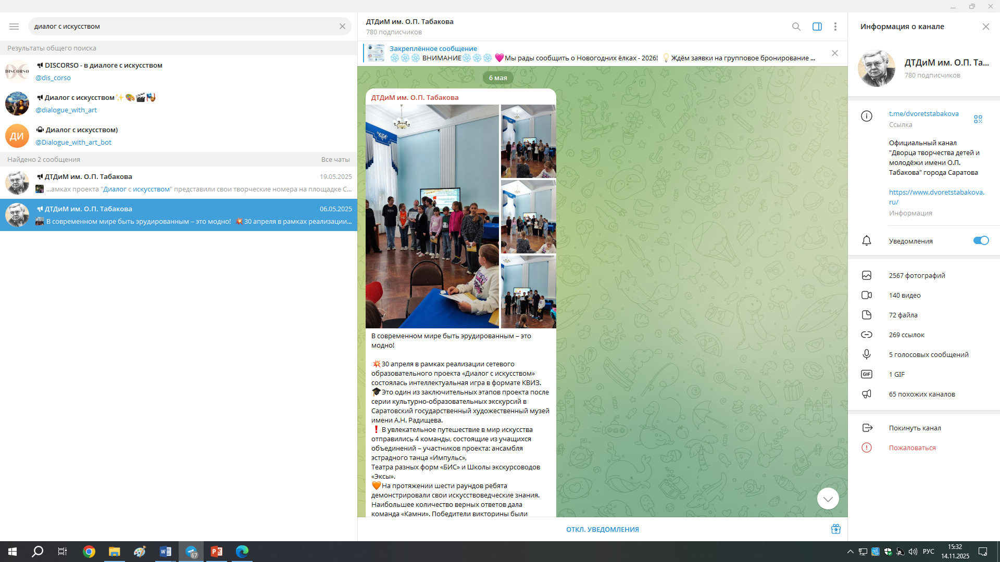 диалог с искусством
Результаты общего поиска
DISCORSO
DISCORSO - в диалоге с искусством
@dis_corso
Диалог с искусством
@dialogue_with_art
ДИ
Диалог с искусством)
@Dialogue_with_art_bot
Найдено 2 сообщения
Все чаты
ДТДиМ им. О.П. Табакова
19.05.2025
...амках проекта "Диалог с искусством" представили свои творческие номера на площадке С...
ДТДиМ им. О.П. Табакова
06.05.2025
В современном мире быть эрудированным – это модно! 💥30 апреля в рамках реализации...
ДТДиМ им. О.П. Табакова
780 подписчиков
Закреплённое сообщение
❄️❄️❄️ ВНИМАНИЕ❄️❄️❄️ 💓Мы рады сообщить о Новогодних ёлках - 2026! 💡Ждём заявки на групповое бронирование ...
6 мая
ДТДиМ им. О.П. Табакова
В современном мире быть эрудированным – это
модно!
💥30 апреля в рамках реализации сетевого
образовательного проекта «Диалог с искусством»
состоялась интеллектуальная игра в формате КВИЗ.
🎓Это один из заключительных этапов проекта после
серии культурно-образовательных экскурсий в
Саратовский государственный художественный музей
имени А.Н. Радищева.
❗️ В увлекательное путешествие в мир искусства
отправились 4 команды, состоящие из учащихся
объединений – участников проекта: ансамбля
эстрадного танца «Импульс»,
Театра разных форм «БИС» и Школы экскурсоводов
«Эксы».
🧡На протяжении шести раундов ребята
демонстрировали свои искусствоведческие знания.
Наибольшее количество верных ответов дала
команда «Камни». Победители викторины были
ОТКЛ. УВЕДОМЛЕНИЯ
Информация о канале
ДТДиМ им. О.П. Та...
780 подписчиков
t.me/dvoretstabakova
Ссылка
Официальный канал
"Дворца творчества детей и
молодёжи имени О.П.
Табакова" города Саратова
https://www.dvoretstabakova.
ru/
Информация
Уведомления
2567 фотографий
140 видео
72 файла
269 ссылок
5 голосовых сообщений
GIF
1 GIF
65 похожих каналов
Покинуть канал
Пожаловаться
67
РУС
15:32
14.11.2025